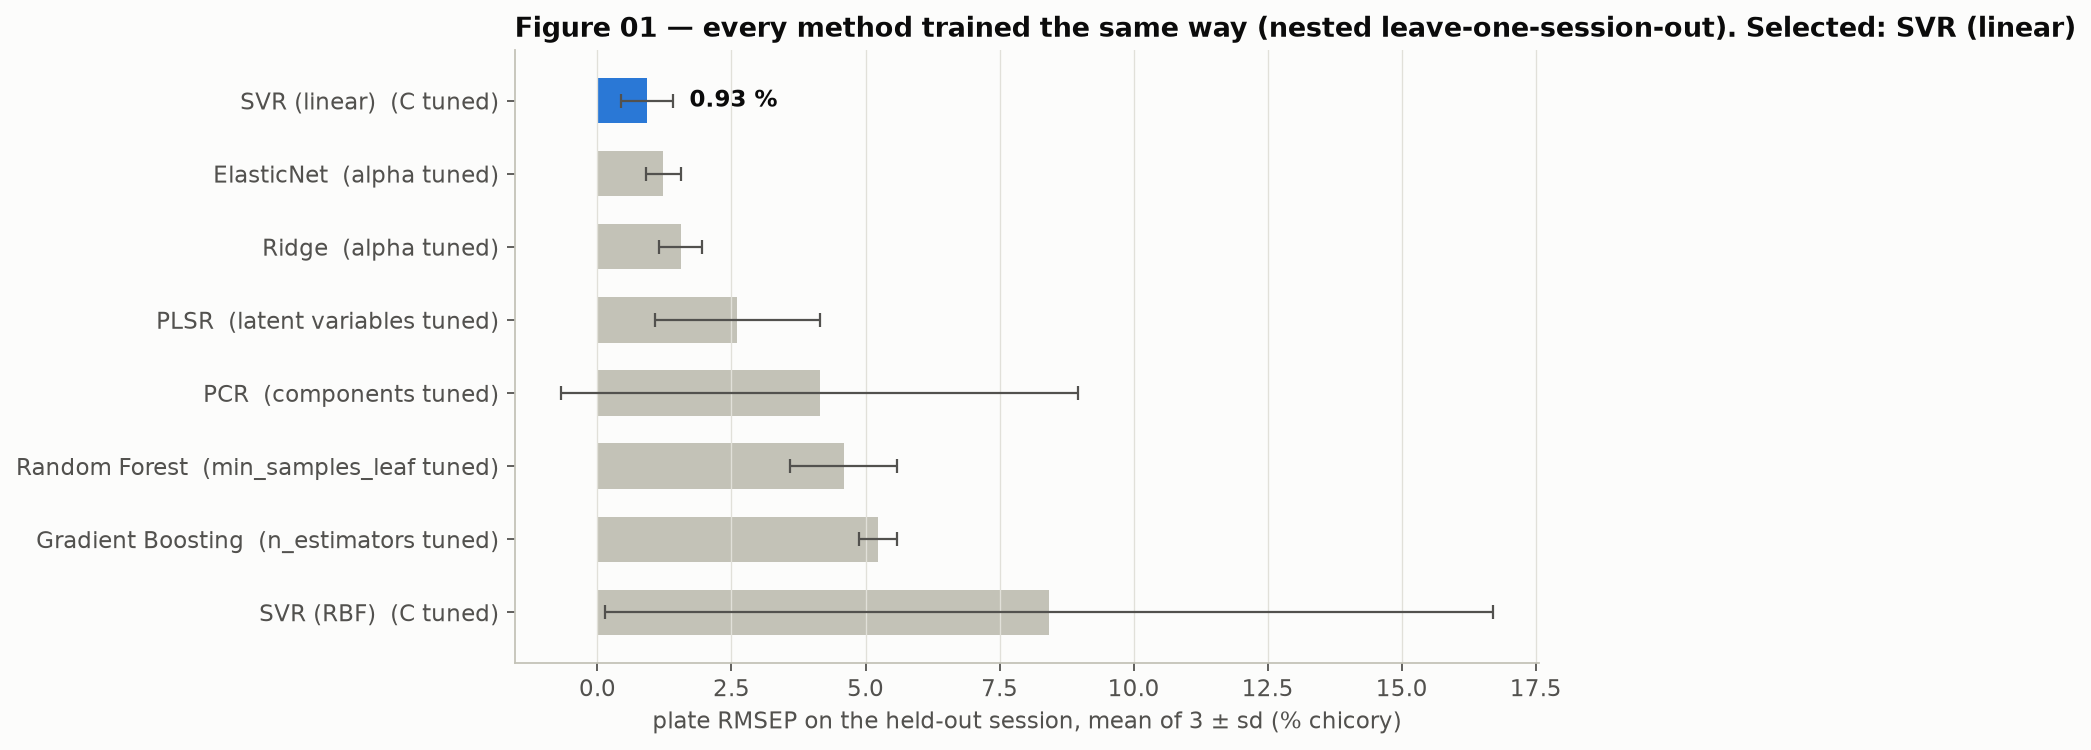 Figure 01 — every method trained the same way (nested leave-one-session-out). Selected: SVR (linear)
SVR (linear)  (C tuned)
0.93 %
ElasticNet  (alpha tuned)
Ridge  (alpha tuned)
PLSR  (latent variables tuned)
PCR  (components tuned)
Random Forest  (min_samples_leaf tuned)
Gradient Boosting  (n_estimators tuned)
SVR (RBF)  (C tuned)
0.0 2.5 5.0 7.5 10.0 12.5 15.0 17.5
plate RMSEP on the held-out session, mean of 3 ± sd (% chicory)